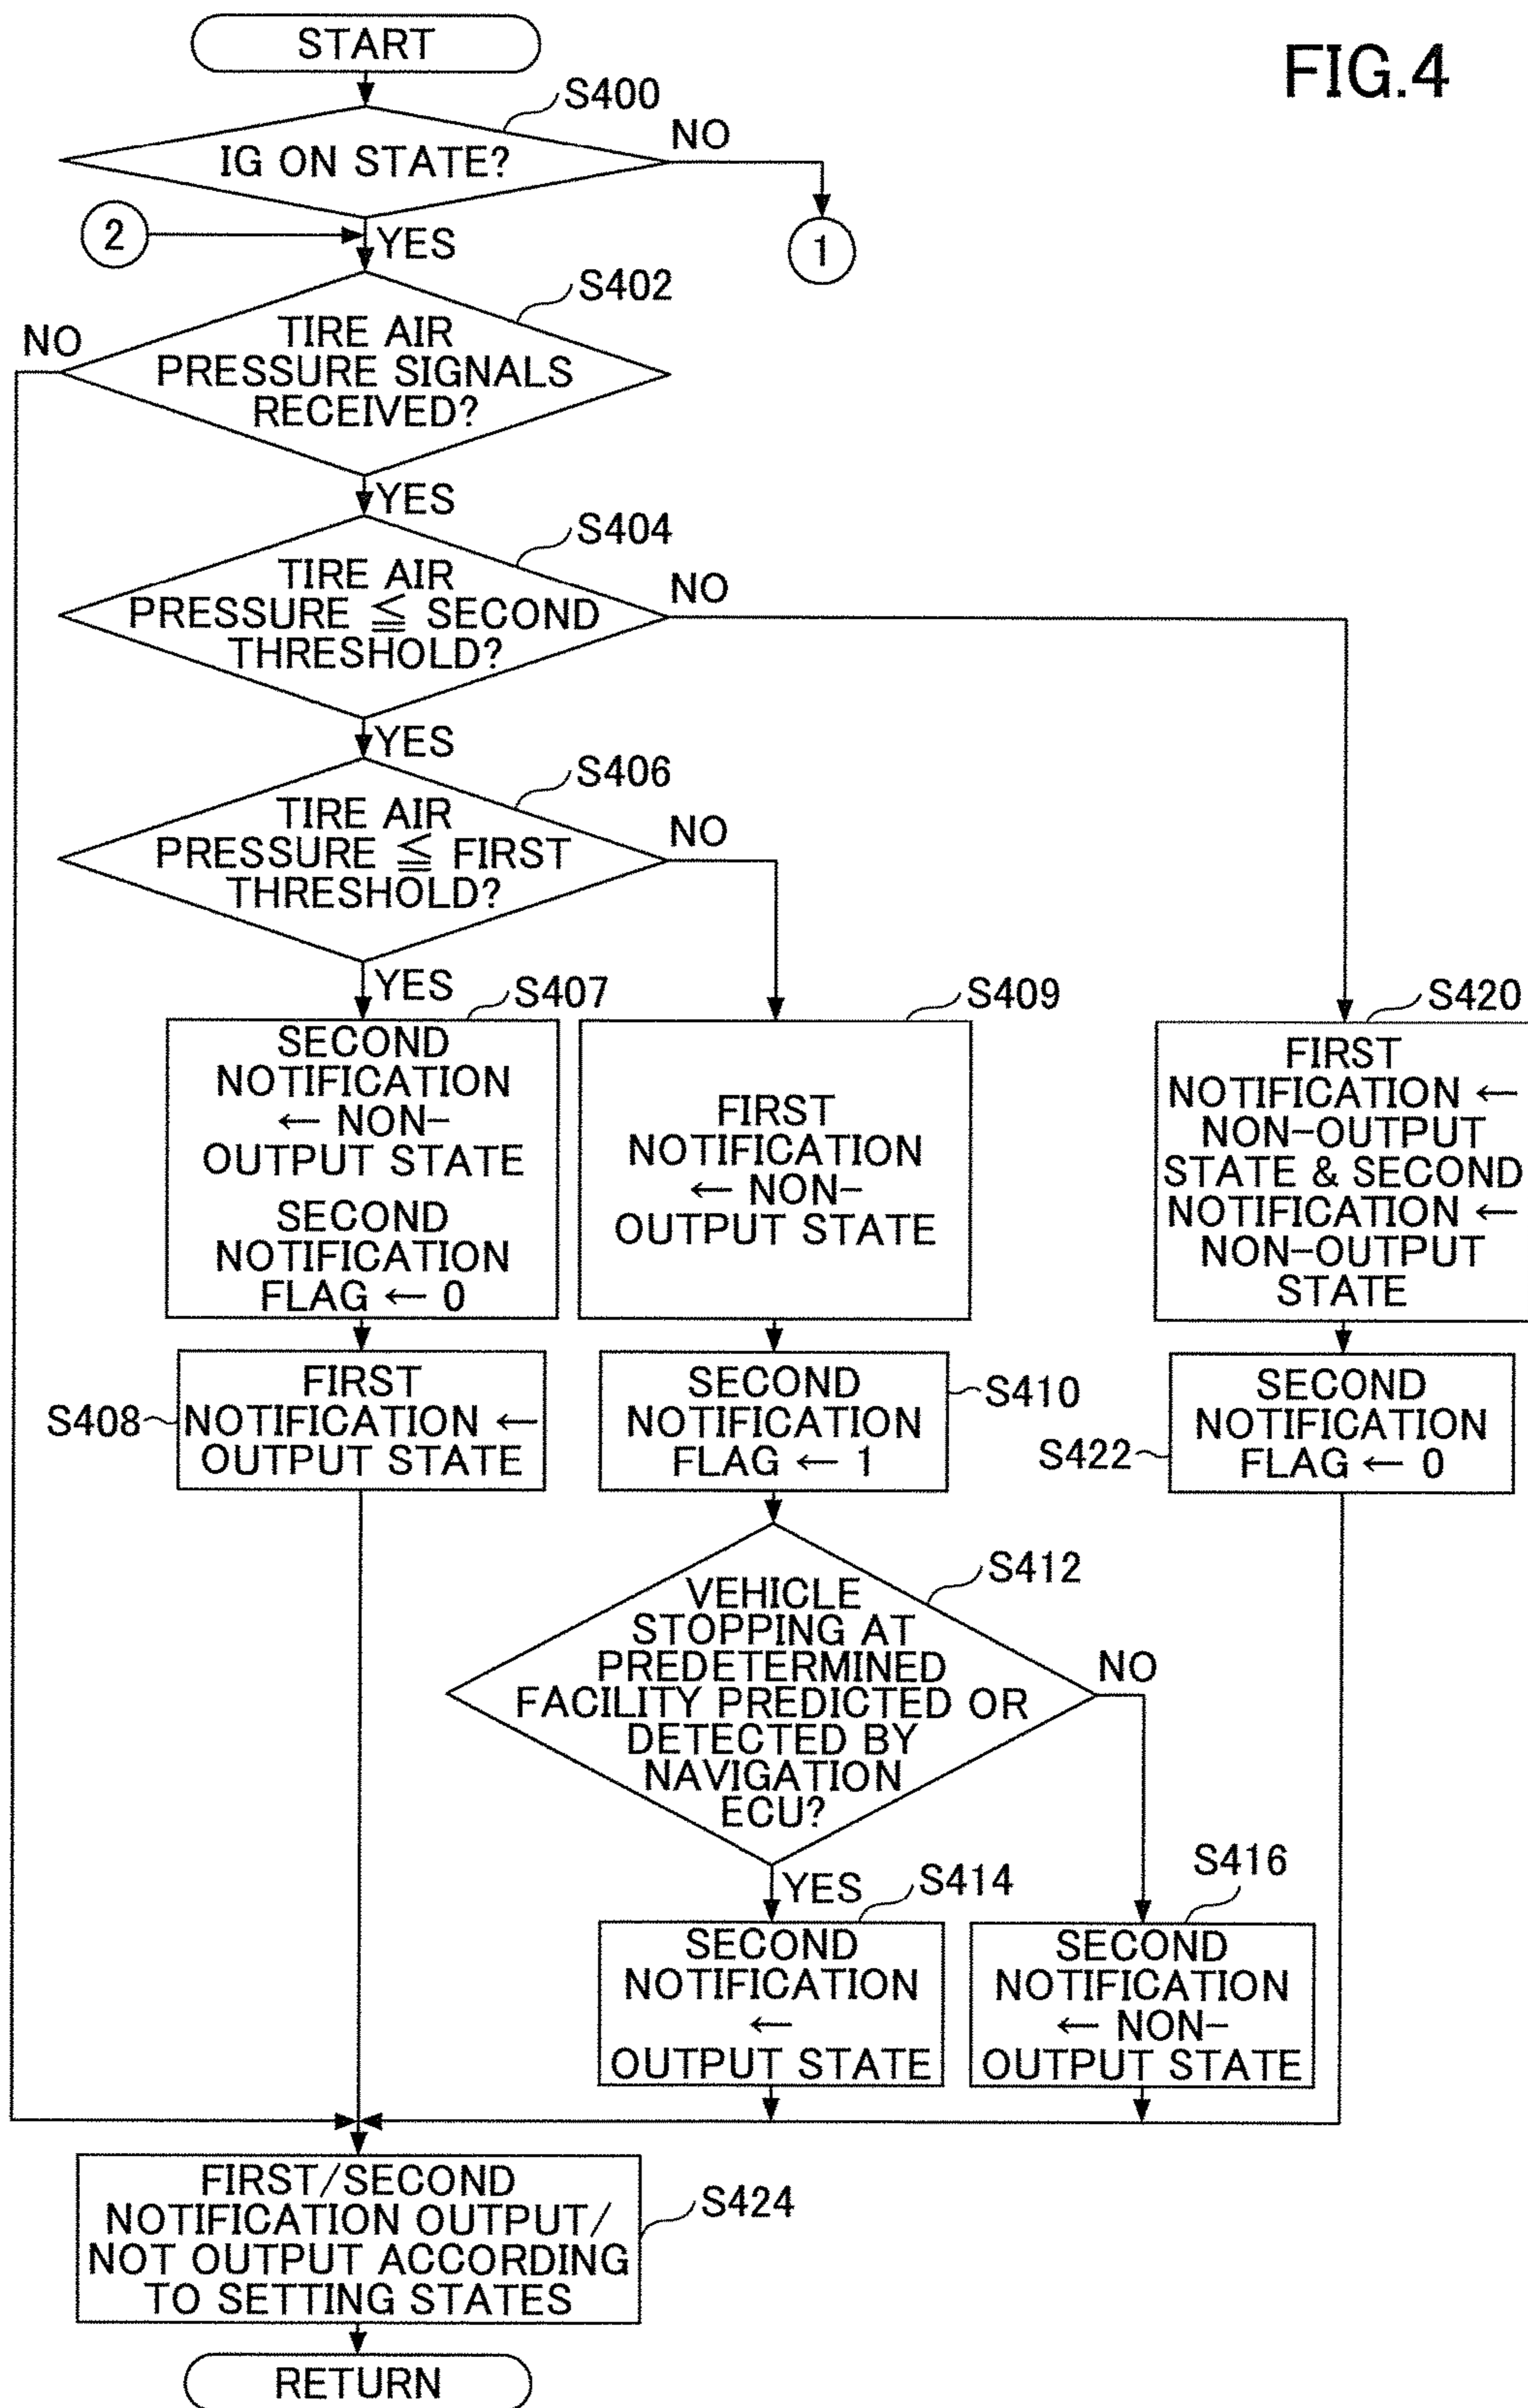 START
FIG.4
S400
IG ON STATE?
NO
2
YES
1
S402
NO
TIRE AIR
PRESSURE SIGNALS
RECEIVED?
YES
S404
TIRE AIR
PRESSURE ≦ SECOND
THRESHOLD?
NO
YES
S406
TIRE AIR
PRESSURE ≦ FIRST
THRESHOLD?
NO
YES
S407
SECOND
NOTIFICATION
← NON-
OUTPUT STATE
SECOND
NOTIFICATION
FLAG ← 0
S409
FIRST
NOTIFICATION
← NON-
OUTPUT STATE
S420
FIRST
NOTIFICATION ←
NON-OUTPUT
STATE & SECOND
NOTIFICATION ←
NON-OUTPUT
STATE
S408
FIRST
NOTIFICATION ←
OUTPUT STATE
SECOND
NOTIFICATION
FLAG ← 1
S410
S422
SECOND
NOTIFICATION
FLAG ← 0
S412
VEHICLE
STOPPING AT
PREDETERMINED
FACILITY PREDICTED OR
DETECTED BY
NAVIGATION
ECU?
NO
YES
S414
SECOND
NOTIFICATION
←
OUTPUT STATE
S416
SECOND
NOTIFICATION
← NON-
OUTPUT STATE
FIRST/SECOND
NOTIFICATION OUTPUT/
NOT OUTPUT ACCORDING
TO SETTING STATES
S424
RETURN